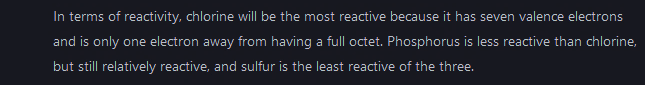 In terms of reactivity, chlorine will be the most reactive because it has seven valence electrons
and is only one electron away from having a full octet. Phosphorus is less reactive than chlorine,
but still relatively reactive, and sulfur is the least reactive of the three.